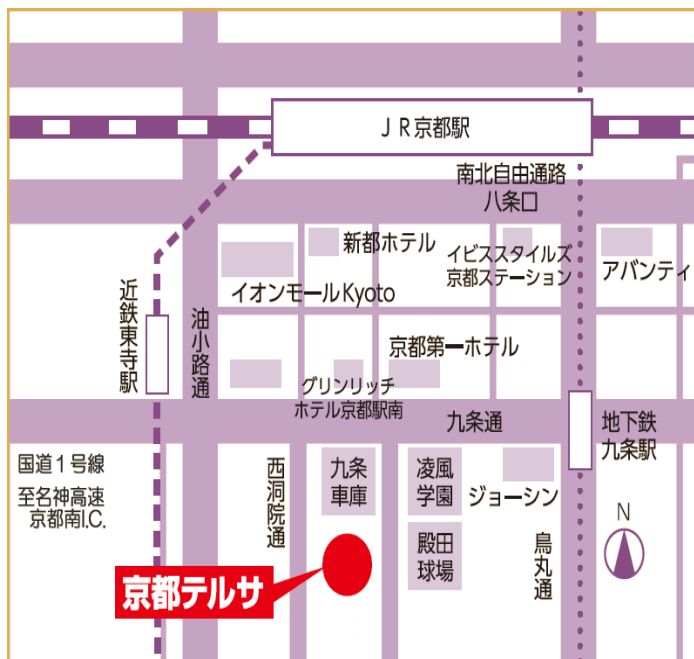 JR京都駅
南北自由通路
八条口
新都ホテル
イビススタイルズ
京都ステーション
アバンティ
イオンモールKyoto
近鉄東寺駅
油小路通
京都第一ホテル
グリンリッチ
ホテル京都駅南
九条通
地下鉄
九条駅
国道1号線
至名神高速
京都南I.C.
西洞院通
九条
車庫
凌風
学園
ジョーシン
殿田
球場
烏丸通
N
京都テルサ